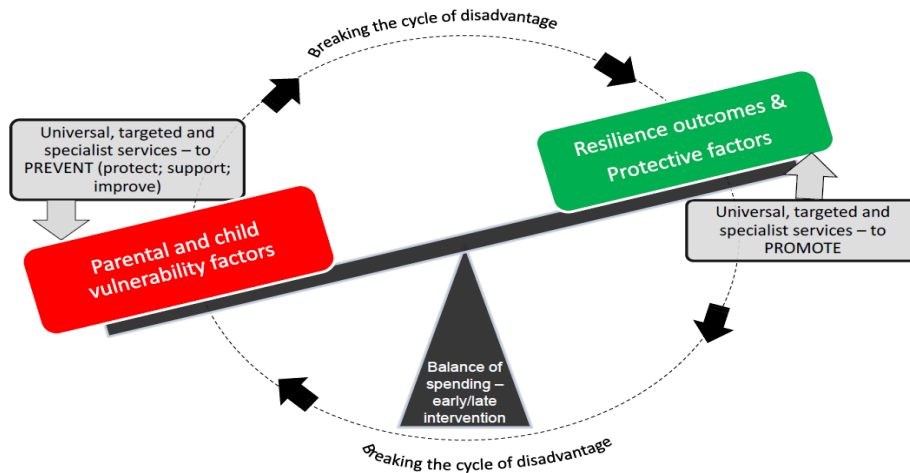 Breaking the cycle of disadvantage
Universal, targeted and
specialist services – to
PREVENT (protect; support;
improve)
Resilience outcomes &
Protective factors
Parental and child
vulnerability factors
Universal, targeted and
specialist services – to
PROMOTE
Balance of
spending –
early/late
intervention
Breaking the cycle of disadvantage